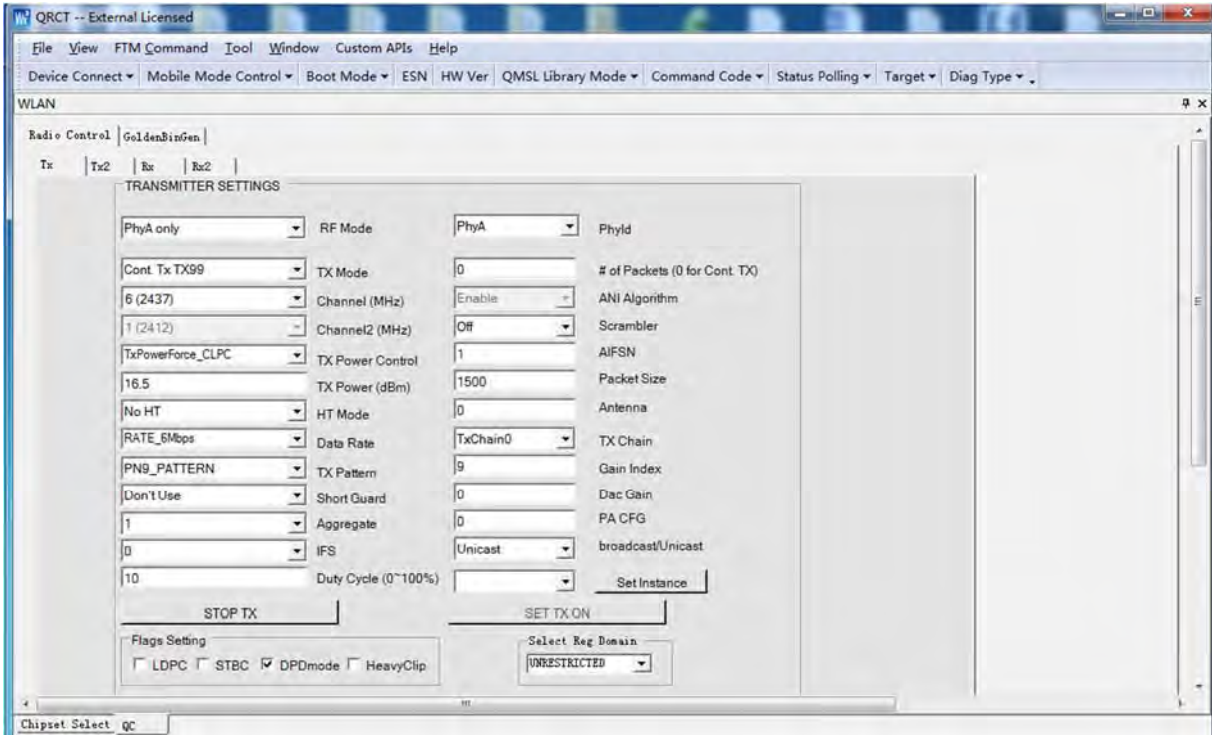 QRCT -- External Licensed
File View FTM Command Tool Window Custom APIs Help
Device Connect Mobile Mode Control Boot Mode ESN HW Ver QMSL Library Mode Command Code Status Polling Target Diag Type
WLAN
Radio Control GoldenBinGen
Tx Tx2 Rx Rx2
TRANSMITTER SETTINGS
PhyA only RF Mode PhyA PhyId
Cont. Tx TX99 TX Mode 0 # of Packets (0 for Cont. TX)
6 (2437) Channel (MHz) Enable ANI Algorithm
1 (2412) Channel2 (MHz) Off Scrambler
TxPowerForce_CLPC TX Power Control 1 AIFSN
16.5 TX Power (dBm) 1500 Packet Size
No HT HT Mode 0 Antenna
RATE_6Mbps Data Rate TxChain0 TX Chain
PN9_PATTERN TX Pattern 9 Gain Index
Don't Use Short Guard 0 Dac Gain
1 Aggregate 0 PA CFG
0 IFS Unicast broadcast/Unicast
10 Duty Cycle (0~100%) Set Instance
STOP TX SET TX ON
Flags Setting Select Reg Domain
LDPC STBC DPDmode HeavyClip UNRESTRICTED
Chipset Select QC